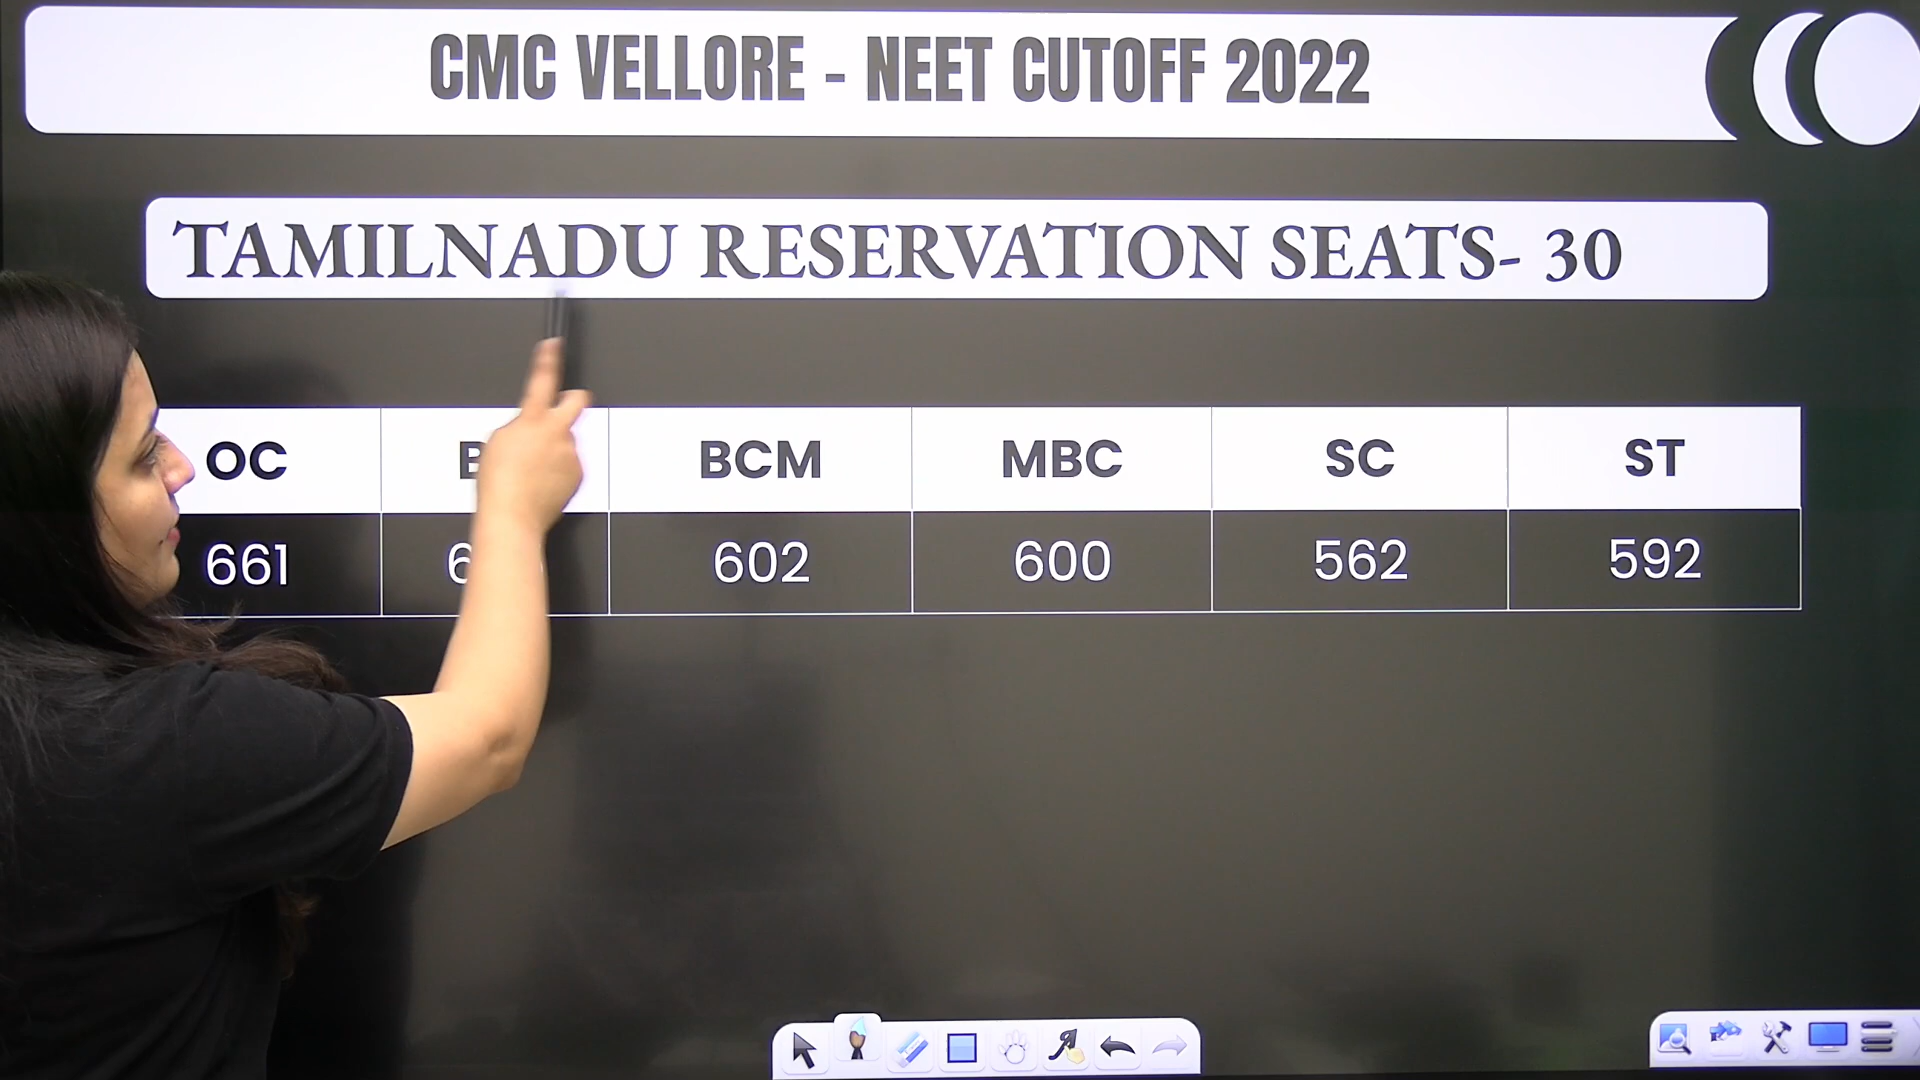 CMC VELLORE - NEET CUTOFF 2022
TAMILNADU RESERVATION SEATS- 30
OC BCM MBC SC ST
661 602 600 562 592